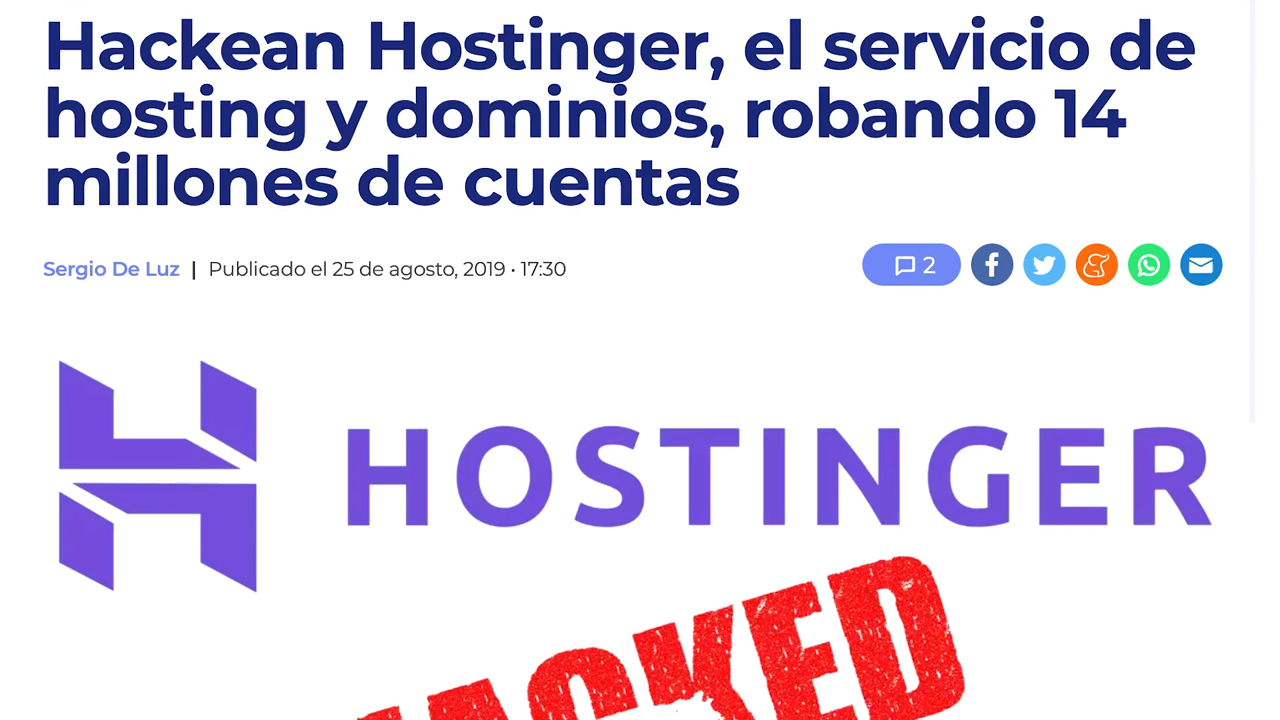 Hackean Hostinger, el servicio de
hosting y dominios, robando 14
millones de cuentas
Sergio De Luz | Publicado el 25 de agosto, 2019 • 17:30
2
HOSTINGER
HACKED